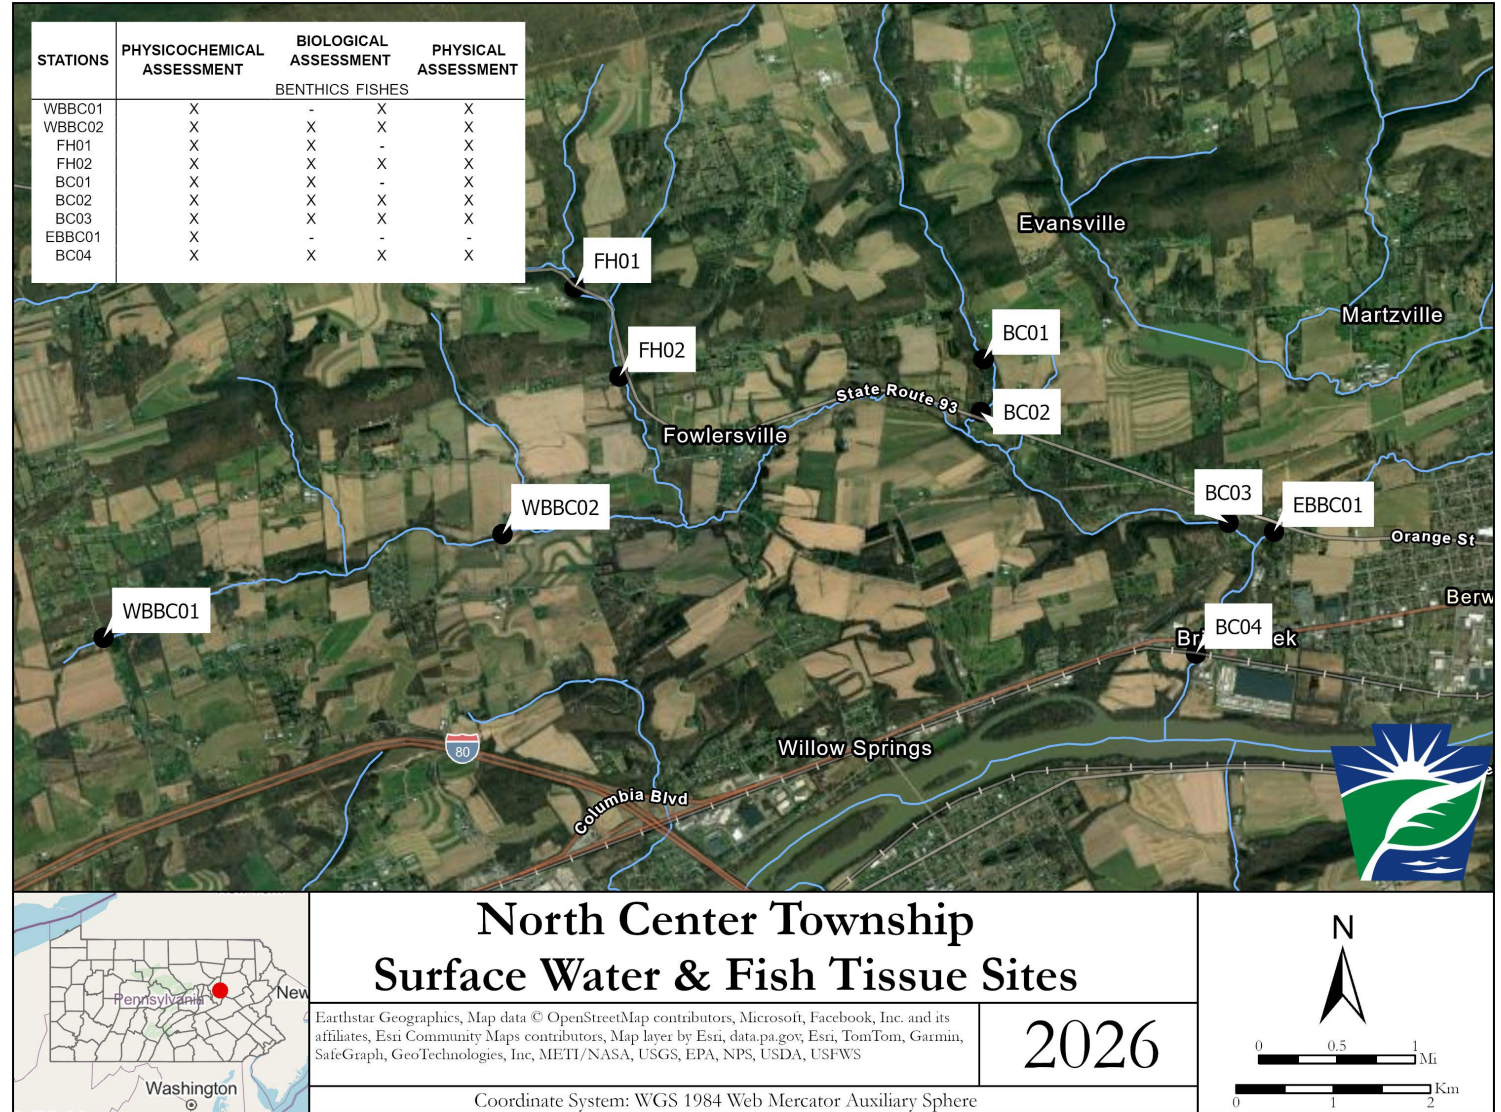 STATIONS PHYSICOCHEMICAL ASSESSMENT BIOLOGICAL ASSESSMENT PHYSICAL ASSESSMENT
BENTHICS FISHES
WBBC01 X - X X
WBBC02 X X X X
FH01 X X - X
FH02 X X X X
BC01 X X - X
BC02 X X X X
BC03 X X X X
EBBC01 X - - -
BC04 X X X X
Evansville
FH01
Martzville
BC01
FH02
State Route 93
BC02
Fowlersville
BC03
EBBC01
WBBC02
Orange St
Berw
WBBC01
BC04
Bri
ek
Willow Springs
80
Columbia Blvd
North Center Township
Surface Water & Fish Tissue Sites
Earthstar Geographics, Map data © OpenStreetMap contributors, Microsoft, Facebook, Inc. and its
affiliates, Esri Community Maps contributors, Map layer by Esri, data.pa.gov, Esri, TomTom, Garmin,
SafeGraph, GeoTechnologies, Inc, METI/NASA, USGS, EPA, NPS, USDA, USFWS
2026
Coordinate System: WGS 1984 Web Mercator Auxiliary Sphere
Pennsylvania
New
Washington
N
0 0.5 1
Mi
Km
0 1 2